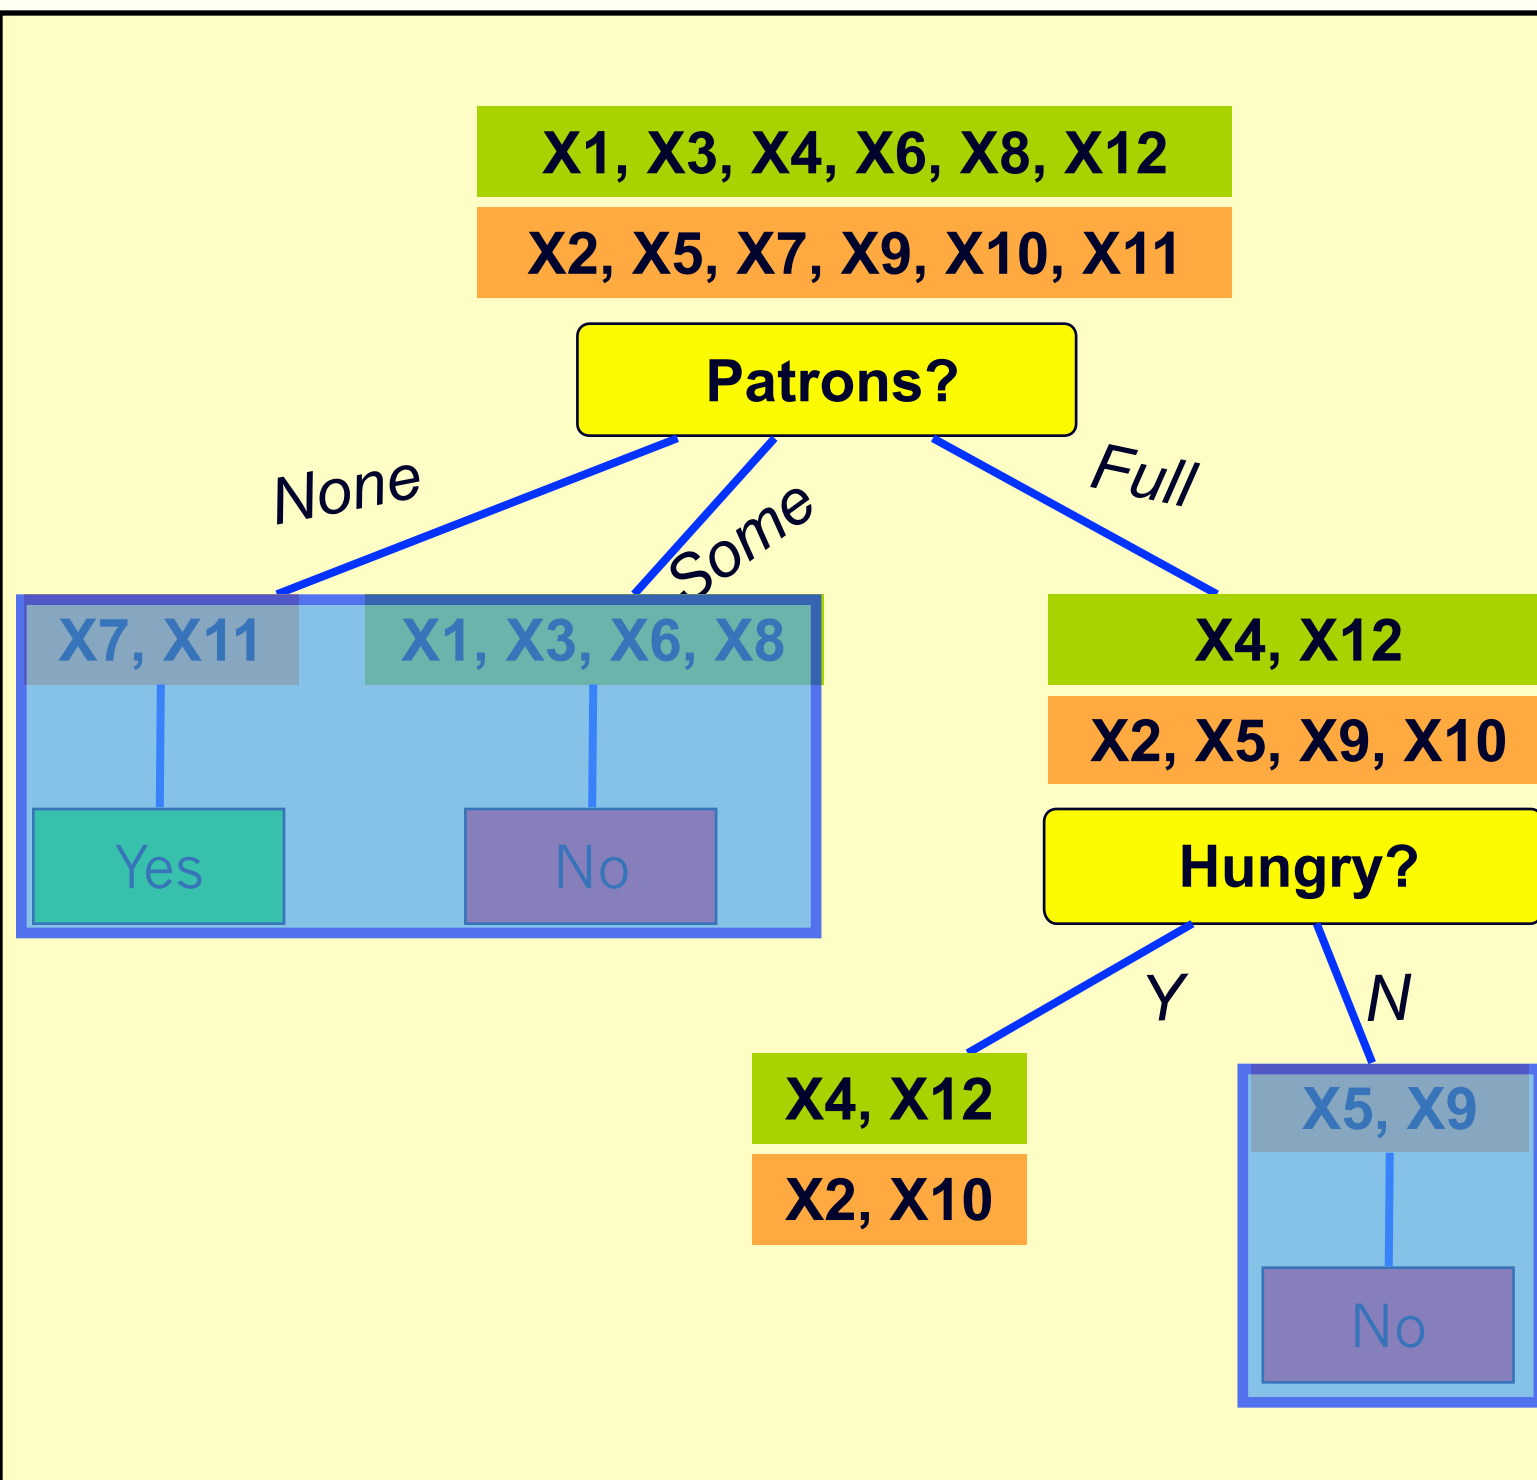 X1, X3, X4, X6, X8, X12
X2, X5, X7, X9, X10, X11
Patrons?
None
Some
Full
X7, X11
X1, X3, X6, X8
X4, X12
X2, X5, X9, X10
Yes
No
Hungry?
Y
N
X4, X12
X2, X10
X5, X9
No